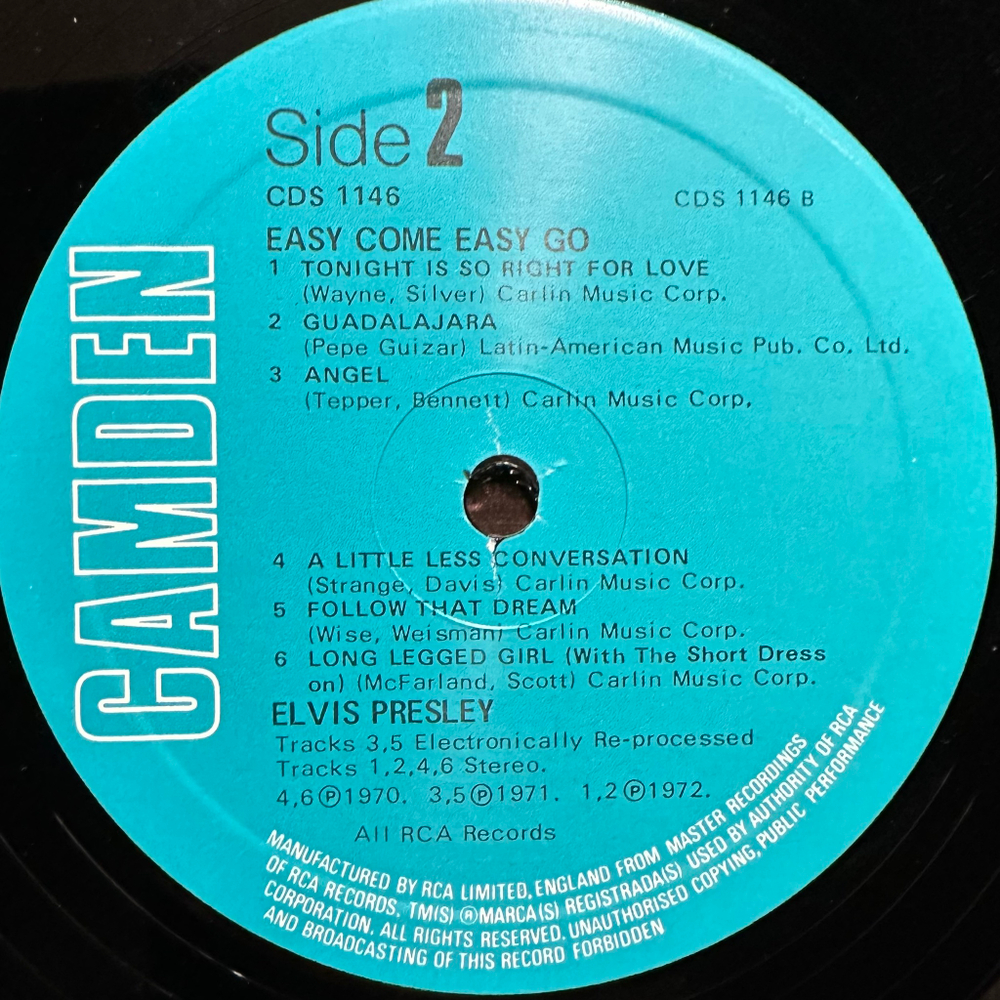 Side 2
CDS 1146
CDS 1146 B
EASY COME EASY GO
1 TONIGHT IS SO RIGHT FOR LOVE
(Wayne, Silver) Carlin Music Corp.
2 GUADALAJARA
(Pepe Guizar) Latin-American Music Pub. Co. Ltd.
3 ANGEL
(Tepper, Bennett) Carlin Music Corp.
CAMDEN
4 A LITTLE LESS CONVERSATION
(Strange, Davis) Carlin Music Corp.
5 FOLLOW THAT DREAM
(Wise, Weisman) Carlin Music Corp.
6 LONG LEGGED GIRL (With The Short Dress
on) (McFarland, Scott) Carlin Music Corp.
ELVIS PRESLEY
Tracks 3,5 Electronically Re-processed
Tracks 1,2,4,6 Stereo.
4,6 ℗ 1970. 3,5 ℗ 1971. 1,2 ℗ 1972.
All RCA Records
MANUFACTURED BY RCA LIMITED, ENGLAND FROM MASTER RECORDINGS
OF RCA RECORDS. TM(S) ® MARCA(S) REGISTRADA(S) USED BY AUTHORITY OF RCA
CORPORATION. ALL RIGHTS RESERVED. UNAUTHORISED COPYING, PUBLIC PERFORMANCE
AND BROADCASTING OF THIS RECORD FORBIDDEN